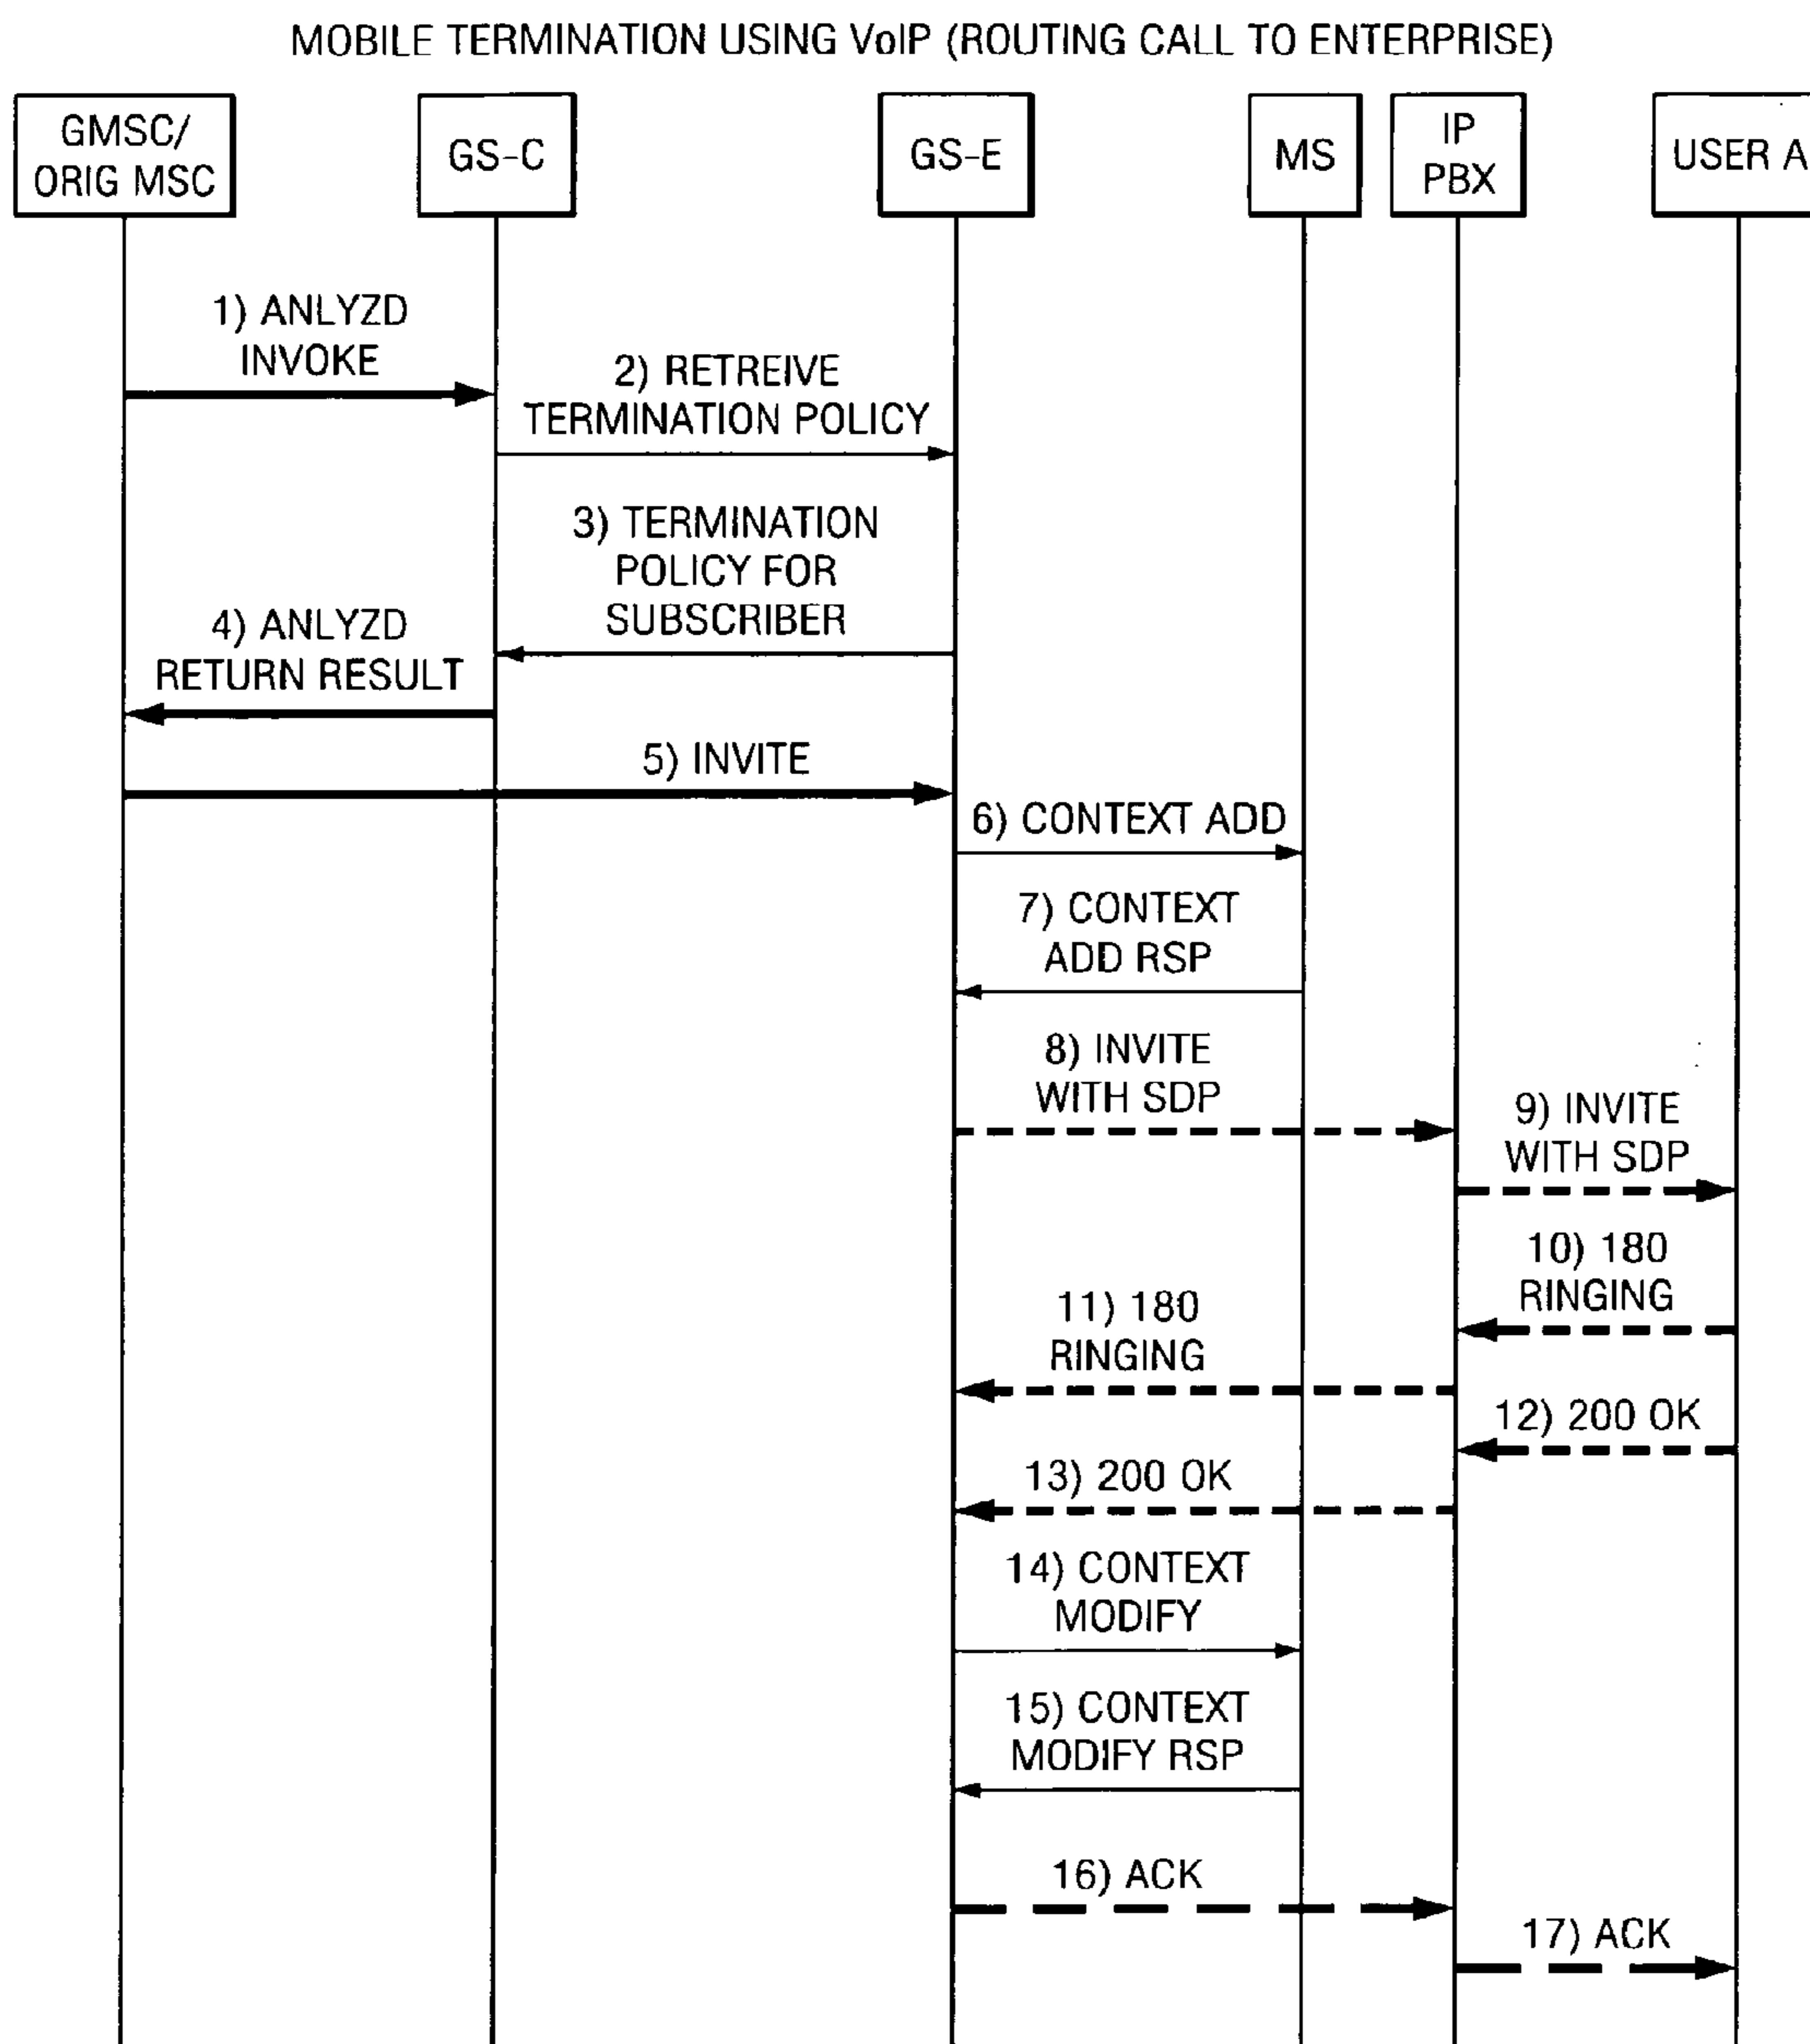 MOBILE TERMINATION USING VoIP (ROUTING CALL TO ENTERPRISE)
GMSC/
ORIG MSC
GS-C
GS-E
MS
IP
PBX
USER A
1) ANLYZD
INVOKE
2) RETREIVE
TERMINATION POLICY
3) TERMINATION
POLICY FOR
SUBSCRIBER
4) ANLYZD
RETURN RESULT
5) INVITE
6) CONTEXT ADD
7) CONTEXT
ADD RSP
8) INVITE
WITH SDP
9) INVITE
WITH SDP
10) 180
RINGING
11) 180
RINGING
12) 200 OK
13) 200 OK
14) CONTEXT
MODIFY
15) CONTEXT
MODIFY RSP
16) ACK
17) ACK